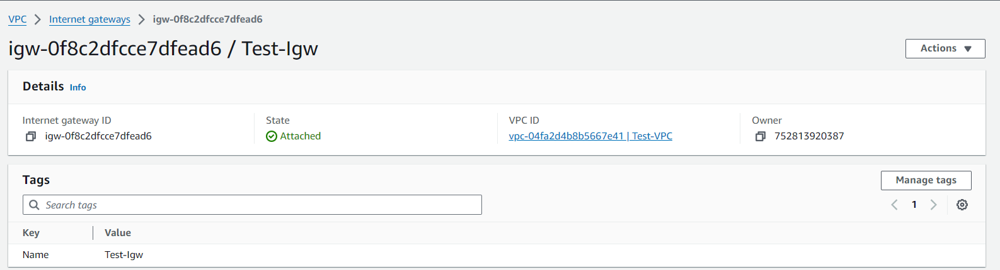 VPC > Internet gateways > igw-0f8c2dfcce7dfead6
igw-0f8c2dfcce7dfead6 / Test-Igw
Actions
Details Info
Internet gateway ID
igw-0f8c2dfcce7dfead6
State
Attached
VPC ID
vpc-04fa2d4b8b5667e41 | Test-VPC
Owner
752813920387
Tags
Manage tags
Search tags
1
Key Value
Name Test-Igw